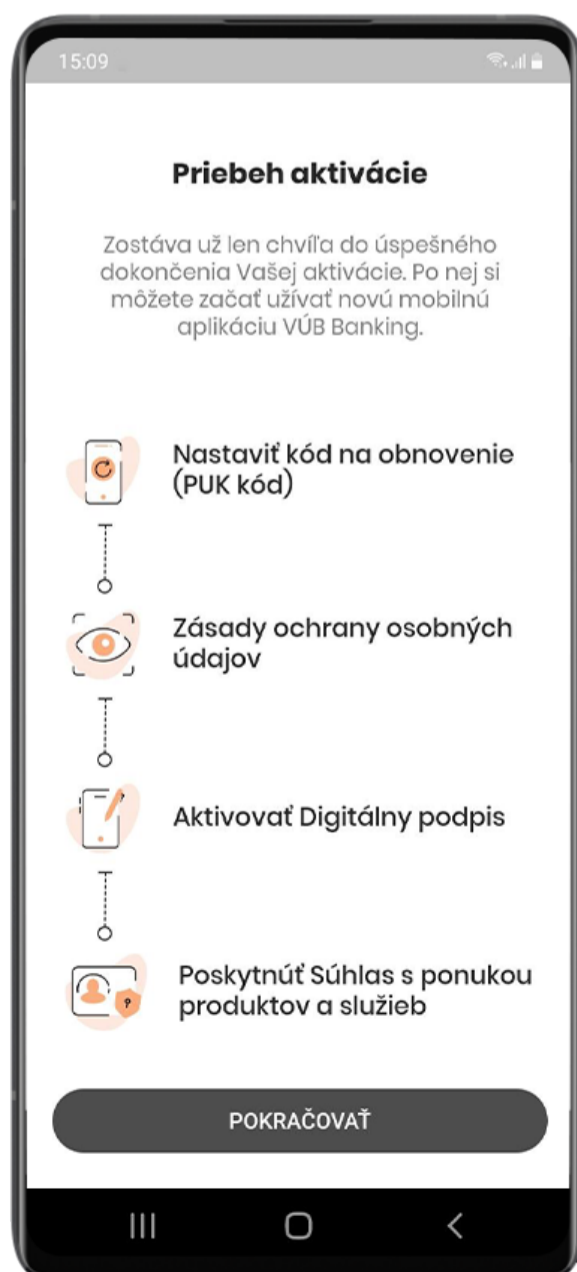 15:09
Priebeh aktivácie
Zostáva už len chvíľa do úspešného
dokončenia Vašej aktivácie. Po nej si
môžete začať užívať novú mobilnú
aplikáciu VÚB Banking.
Nastaviť kód na obnovenie
(PUK kód)
Zásady ochrany osobných
údajov
Aktivovať Digitálny podpis
Poskytnúť Súhlas s ponukou
produktov a služieb
POKRAČOVAŤ